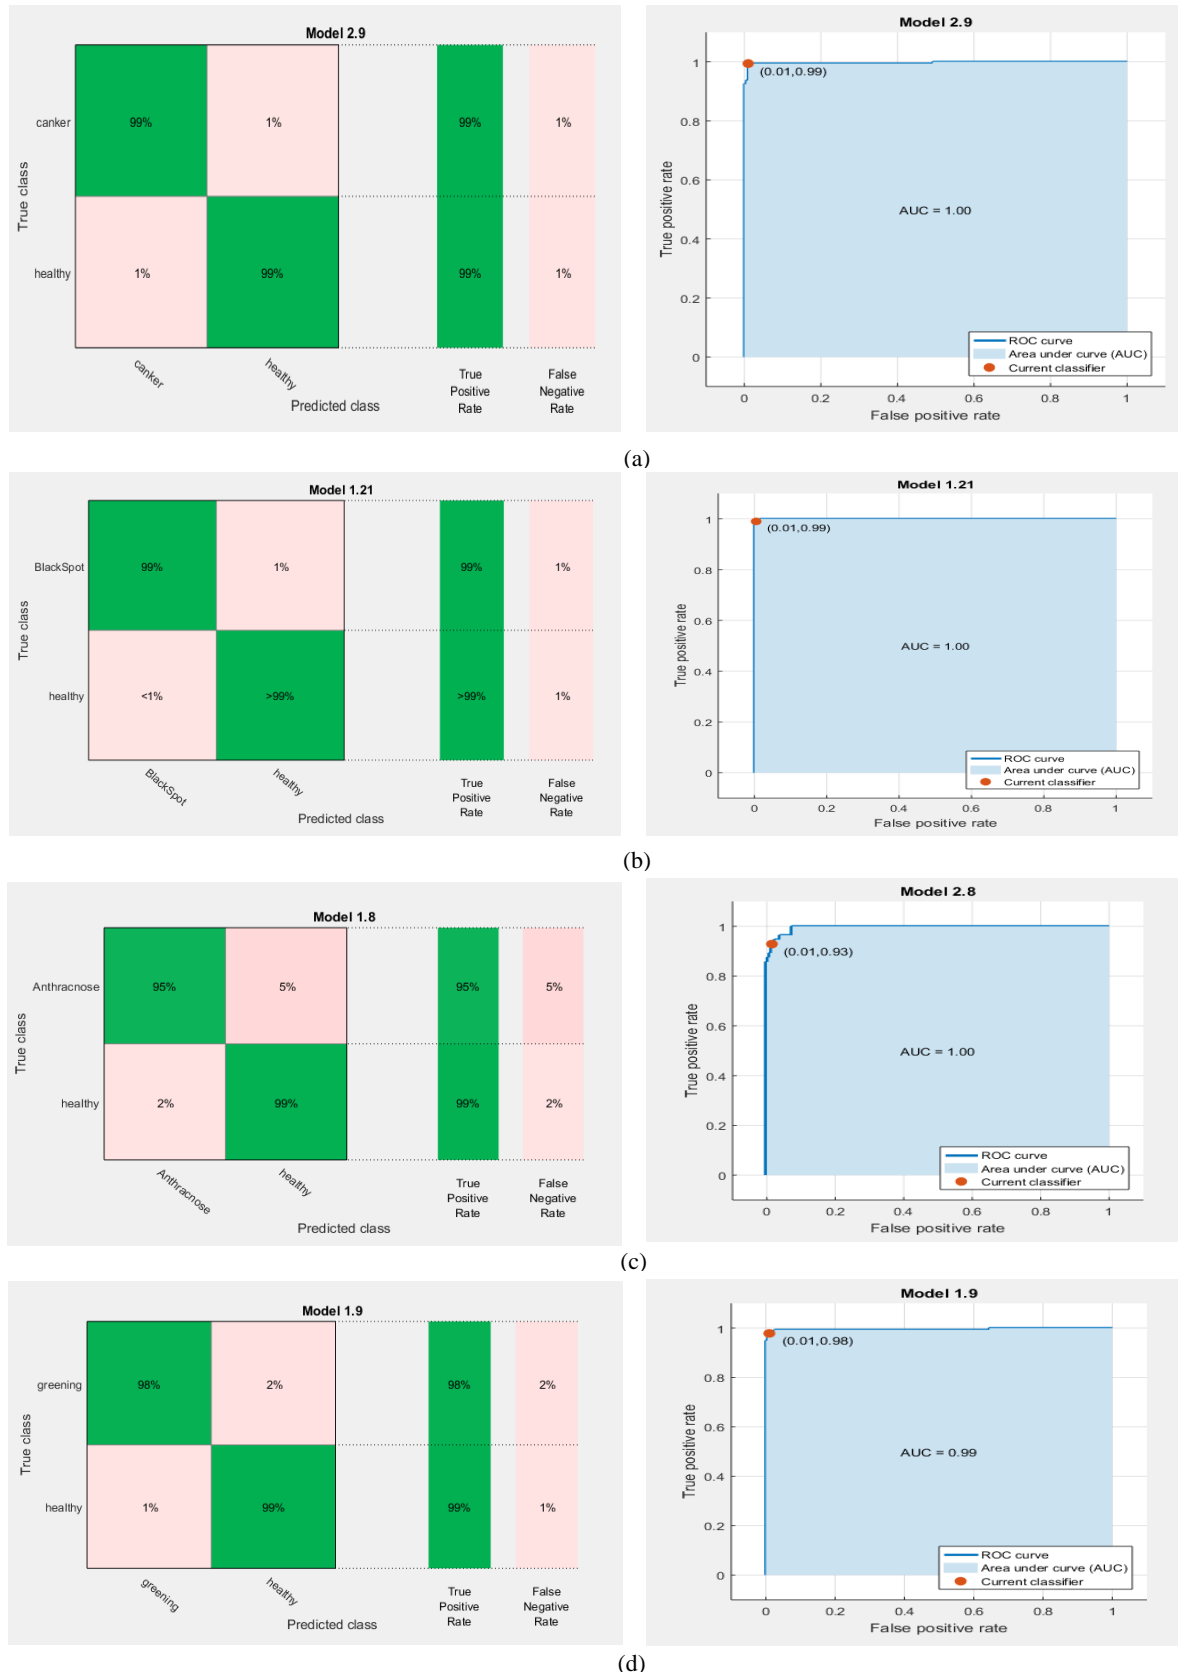 Model 2.9
canker
99%
1%
99%
1%
healthy
1%
99%
99%
1%
True class
canker
healthy
Predicted class
True
Positive
Rate
False
Negative
Rate
Model 2.9
1
0.8
0.6
0.4
0.2
0
True positive rate
(0.01,0.99)
AUC = 1.00
ROC curve
Area under curve (AUC)
Current classifier
0 0.2 0.4 0.6 0.8 1
False positive rate
(a)
Model 1.21
BlackSpot
99%
1%
99%
1%
healthy
<1%
>99%
>99%
1%
True class
BlackSpot
healthy
Predicted class
True
Positive
Rate
False
Negative
Rate
Model 1.21
1
0.8
0.6
0.4
0.2
0
True positive rate
(0.01,0.99)
AUC = 1.00
ROC curve
Area under curve (AUC)
Current classifier
0 0.2 0.4 0.6 0.8 1
False positive rate
(b)
Model 1.8
Anthracnose
95%
5%
95%
5%
healthy
2%
99%
99%
2%
True class
Anthracnose
healthy
Predicted class
True
Positive
Rate
False
Negative
Rate
Model 2.8
1
0.8
0.6
0.4
0.2
0
True positive rate
(0.01,0.93)
AUC = 1.00
ROC curve
Area under curve (AUC)
Current classifier
0 0.2 0.4 0.6 0.8 1
False positive rate
(c)
Model 1.9
greening
98%
2%
98%
2%
healthy
1%
99%
99%
1%
True class
greening
healthy
Predicted class
True
Positive
Rate
False
Negative
Rate
Model 1.9
1
0.8
0.6
0.4
0.2
0
True positive rate
(0.01,0.98)
AUC = 0.99
ROC curve
Area under curve (AUC)
Current classifier
0 0.2 0.4 0.6 0.8 1
False positive rate
(d)